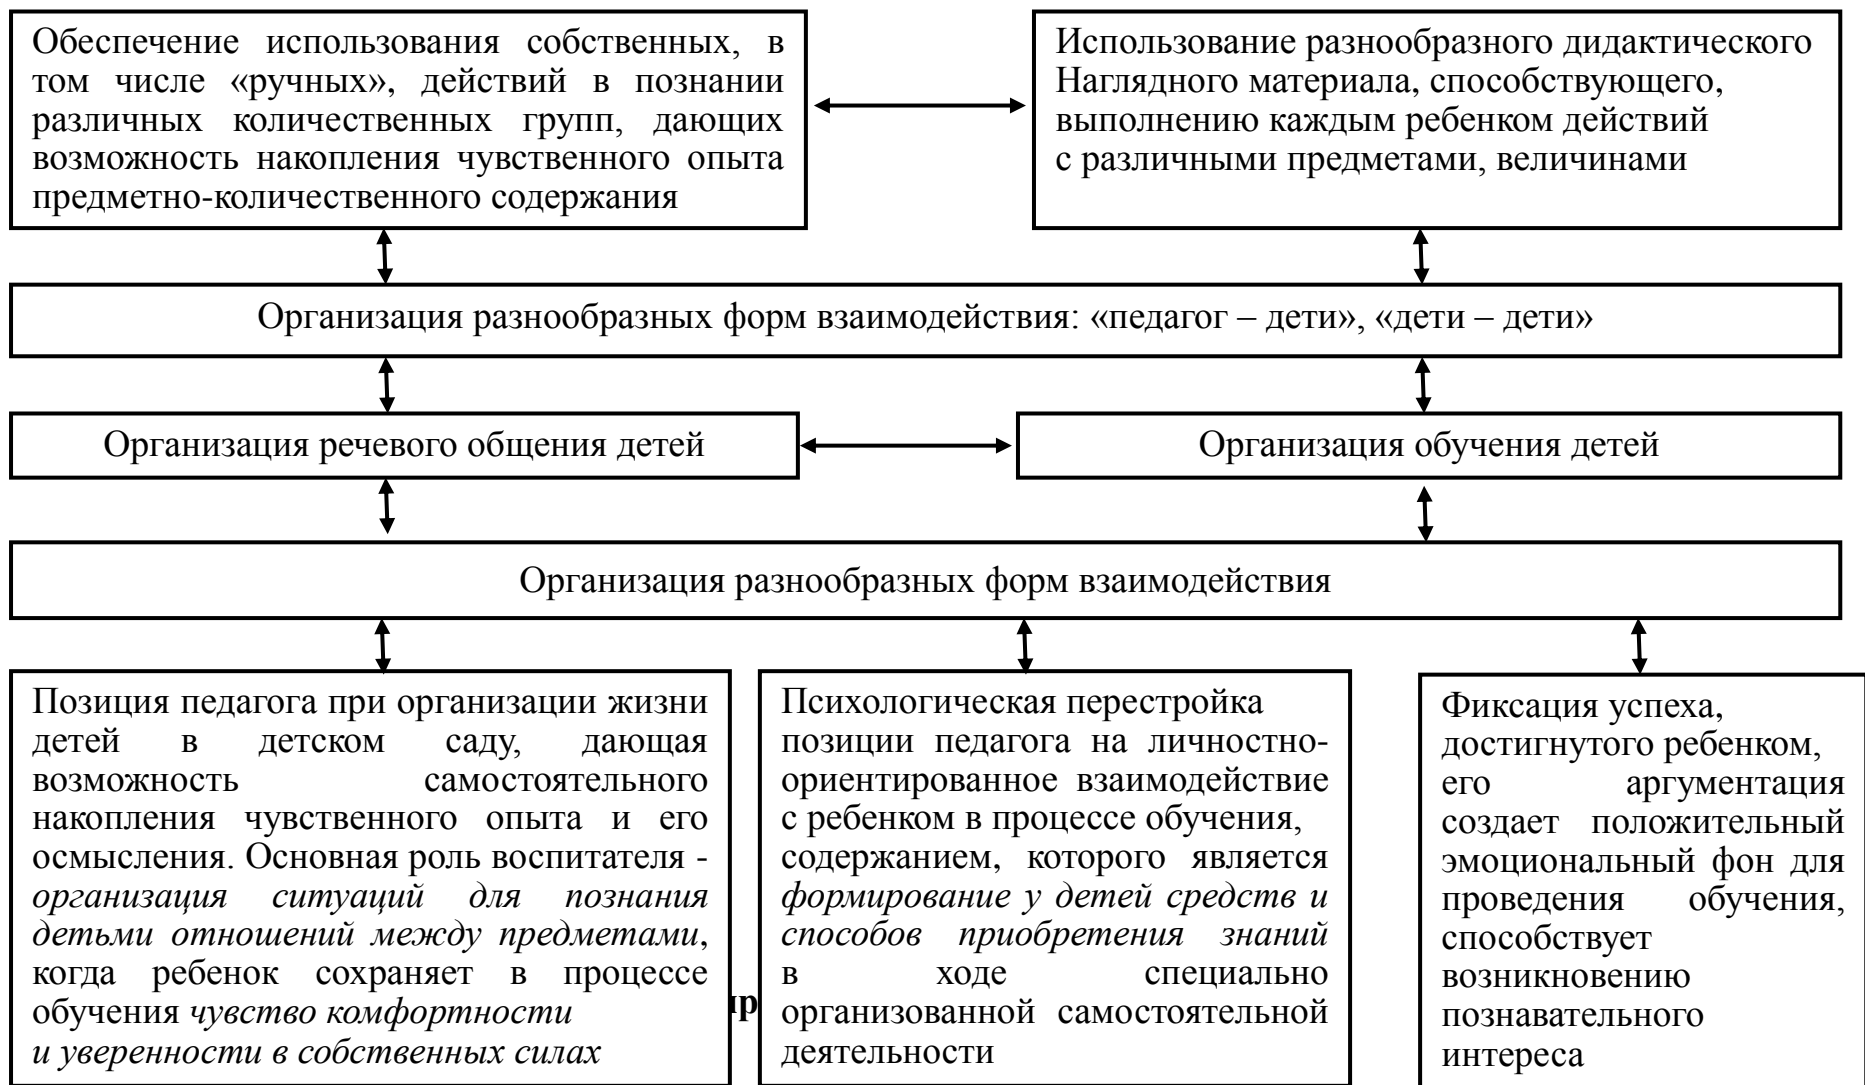 Обеспечение использования собственных, в
том числе «ручных», действий в познании
различных количественных групп, дающих
возможность накопления чувственного опыта
предметно-количественного содержания
Использование разнообразного дидактического
Наглядного материала, способствующего,
выполнению каждым ребенком действий
с различными предметами, величинами
Организация разнообразных форм взаимодействия: «педагог – дети», «дети – дети»
Организация речевого общения детей
Организация обучения детей
Организация разнообразных форм взаимодействия
Позиция педагога при организации жизни
детей в детском саду, дающая
возможность самостоятельного
накопления чувственного опыта и его
осмысления. Основная роль воспитателя -
организация ситуаций для познания
детьми отношений между предметами,
когда ребенок сохраняет в процессе
обучения чувство комфортности
и уверенности в собственных силах
Психологическая перестройка
позиции педагога на личностно-
ориентированное взаимодействие
с ребенком в процессе обучения,
содержанием, которого является
формирование у детей средств и
способов приобретения знаний
в ходе специально
организованной самостоятельной
деятельности
Фиксация успеха,
достигнутого ребенком,
его аргументация
создает положительный
эмоциональный фон для
проведения обучения,
способствует
возникновению
познавательного
интереса